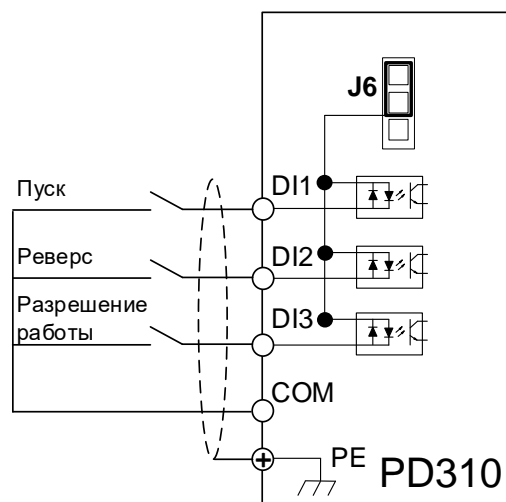 J6
Пуск
DI1
Реверс
DI2
Разрешение
работы
DI3
COM
PE
PD310